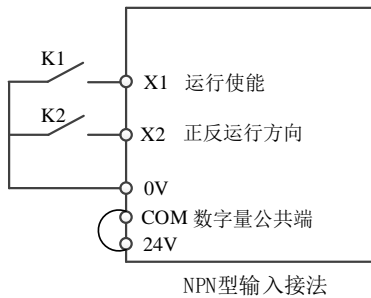 K1
X1 运行使能
K2
X2 正反运行方向
0V
COM 数字量公共端
24V
NPN型输入接法